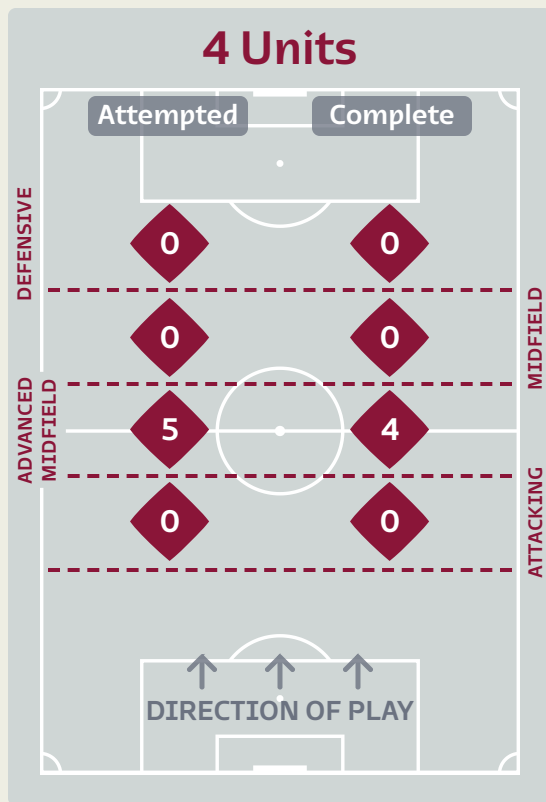 4 Units
Attempted
Complete
DEFENSIVE
0
0
MIDFIELD
0
0
ADVANCED
MIDFIELD
5
4
ATTACKING
0
0
DIRECTION OF PLAY